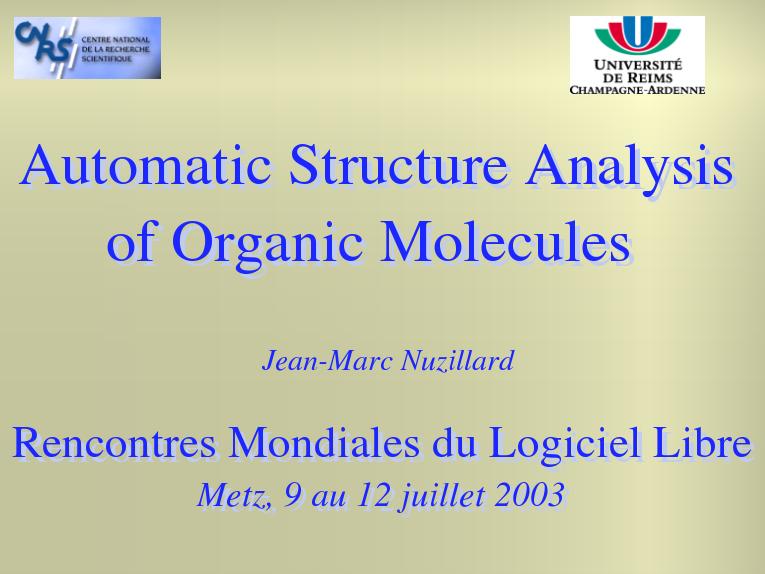 CNRS
CENTRE NATIONAL
DE LA RECHERCHE
SCIENTIFIQUE
UNIVERSITÉ
DE REIMS
CHAMPAGNE-ARDENNE
Automatic Structure Analysis
of Organic Molecules
Jean-Marc Nuzillard
Rencontres Mondiales du Logiciel Libre
Metz, 9 au 12 juillet 2003